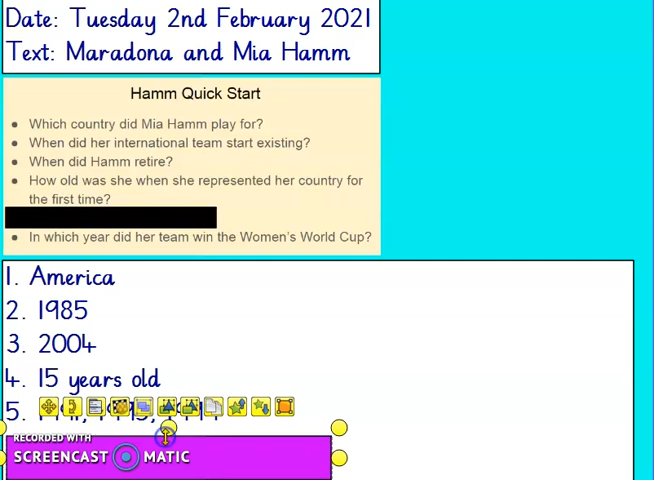 Date: Tuesday 2nd February 2021
Text: Maradona and Mia Hamm
Hamm Quick Start
• Which country did Mia Hamm play for?
• When did her international team start existing?
• When did Hamm retire?
• How old was she when she represented her country for
the first time?
• In which year did her team win the Women's World Cup?
1. America
2. 1985
3. 2004
4. 15 years old
5.
RECORDED WITH
SCREENCAST MATIC